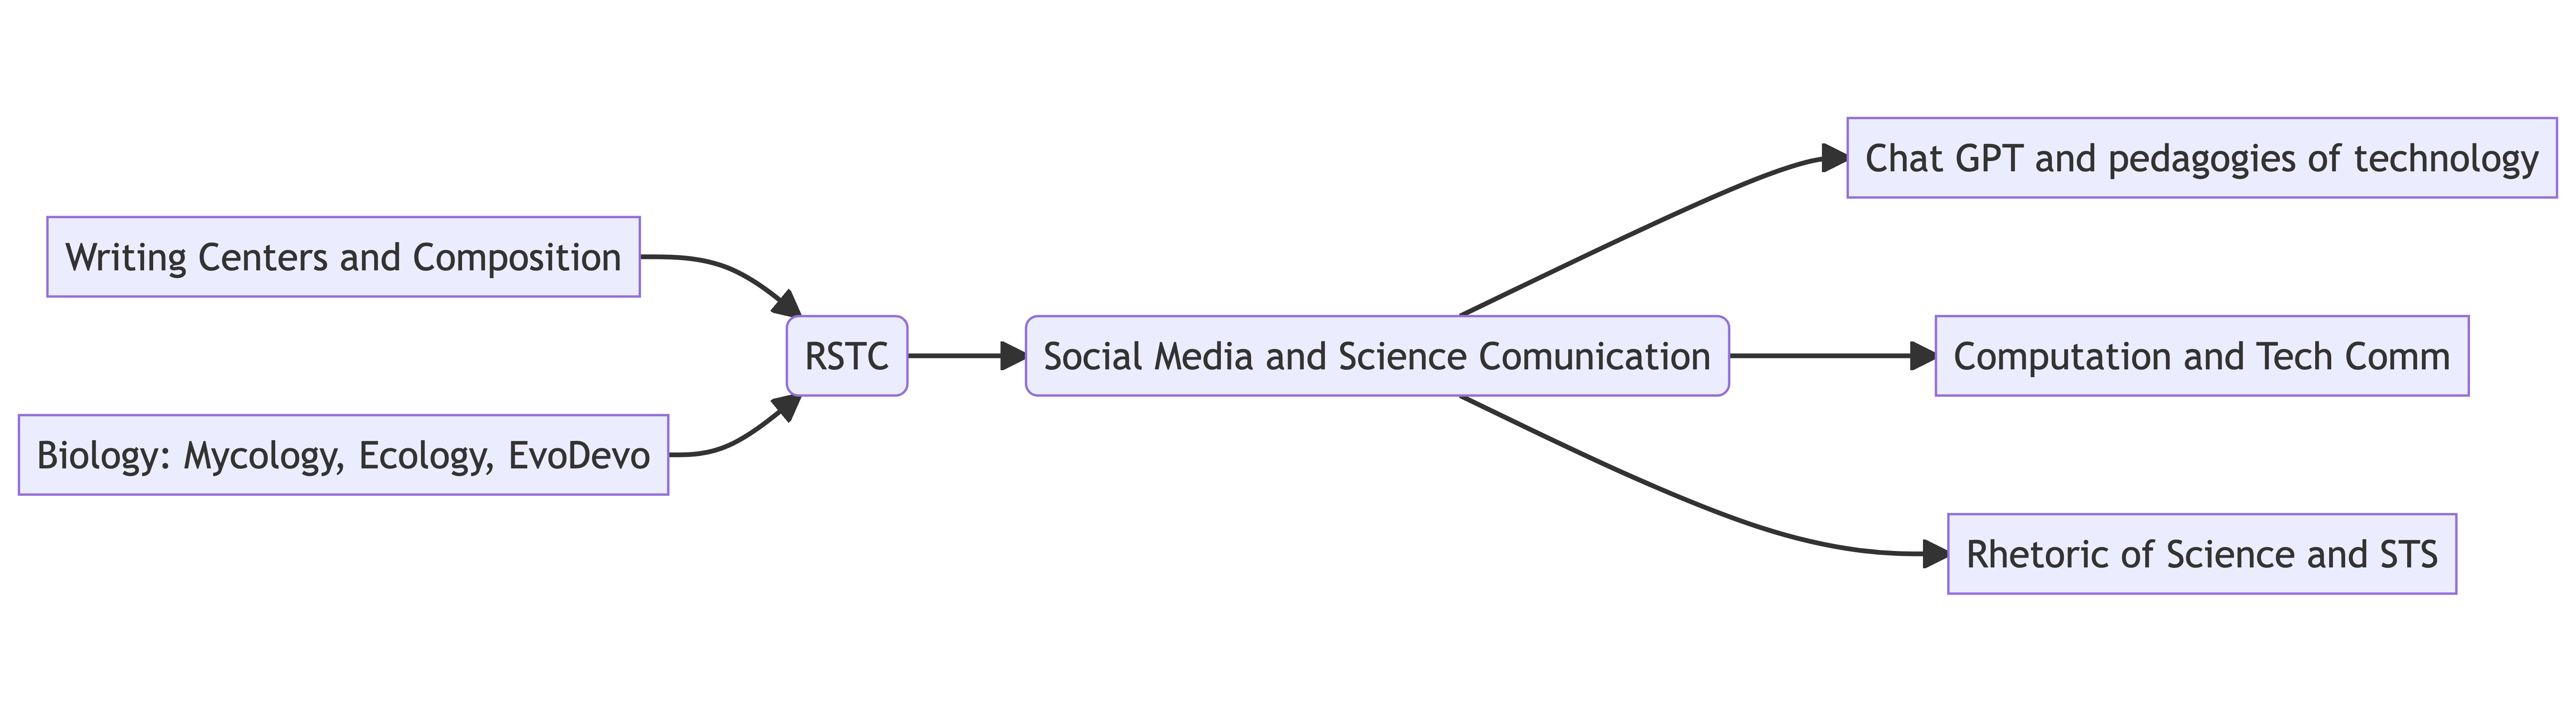 Writing Centers and Composition
Biology: Mycology, Ecology, EvoDevo
RSTC
Social Media and Science Comunication
Chat GPT and pedagogies of technology
Computation and Tech Comm
Rhetoric of Science and STS